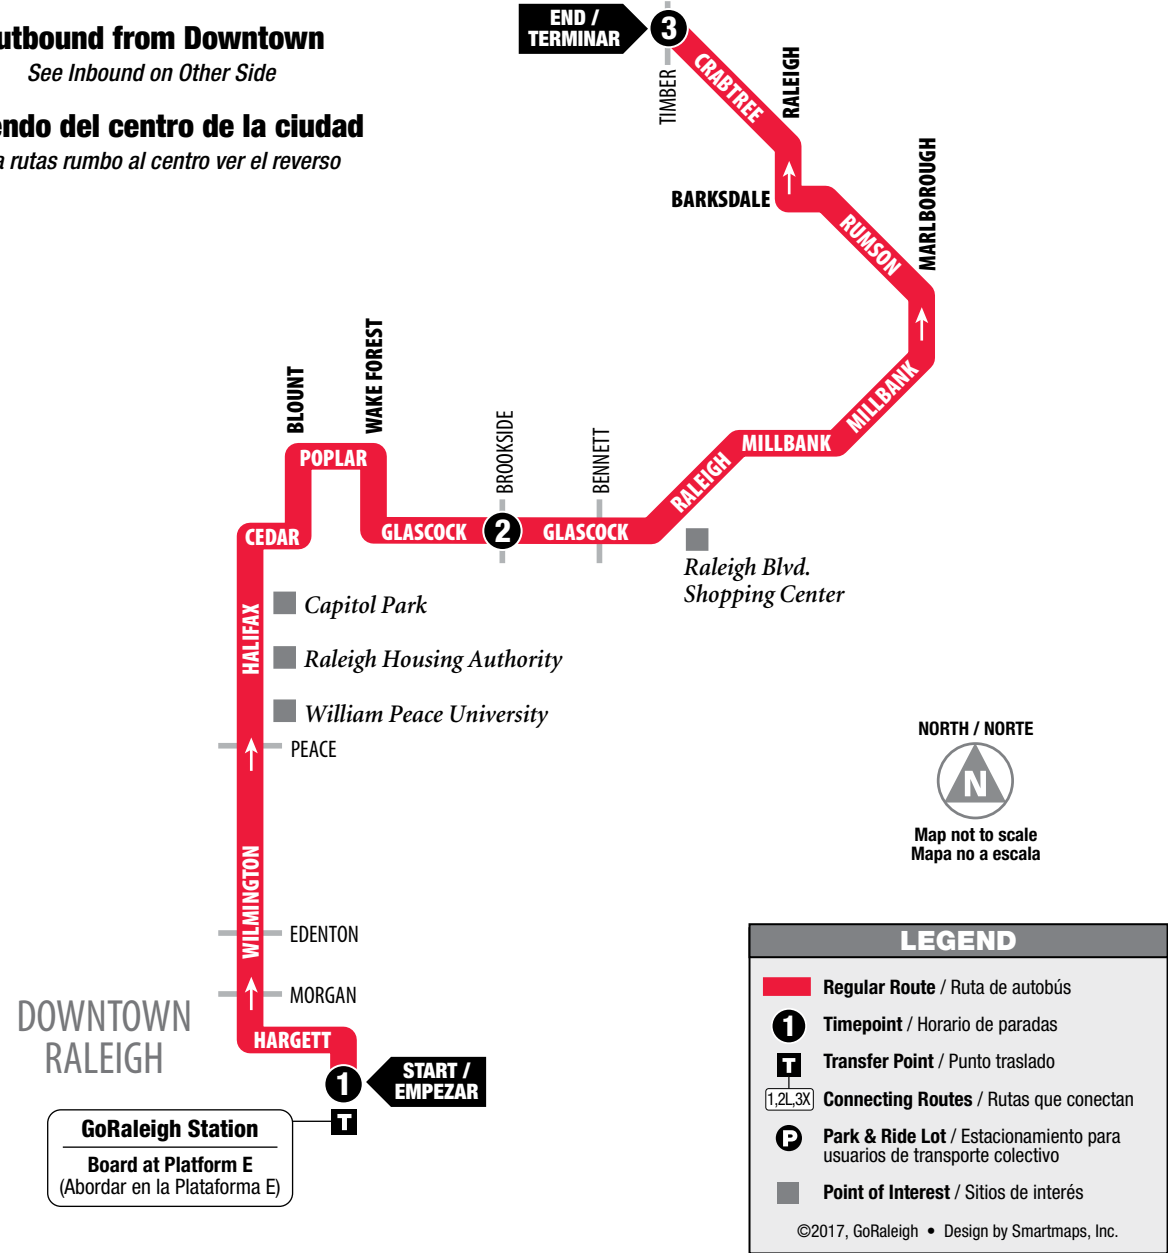 utbound from Downtown
See Inbound on Other Side
endo del centro de la ciudad
a rutas rumbo al centro ver el reverso
END /
TERMINAR
3
TIMBER
CRABTREE
RALEIGH
BARKSDALE
RUMSON
MARLBOROUGH
MILLBANK
MILLBANK
RALEIGH
BLOUNT
WAKE FOREST
POPLAR
BROOKSIDE
BENNETT
CEDAR
GLASCOCK
2
GLASCOCK
Raleigh Blvd.
Shopping Center
HALIFAX
Capitol Park
Raleigh Housing Authority
William Peace University
PEACE
NORTH / NORTE
N
Map not to scale
Mapa no a escala
WILMINGTON
EDENTON
MORGAN
DOWNTOWN
RALEIGH
HARGETT
1
START /
EMPEZAR
T
GoRaleigh Station
Board at Platform E
(Abordar en la Plataforma E)
LEGEND
Regular Route / Ruta de autobús
1 Timepoint / Horario de paradas
T Transfer Point / Punto traslado
1,2L,3X Connecting Routes / Rutas que conectan
P Park & Ride Lot / Estacionamiento para
usuarios de transporte colectivo
Point of Interest / Sitios de interés
©2017, GoRaleigh • Design by Smartmaps, Inc.